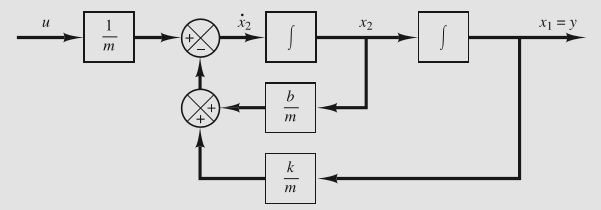 u
1/m
+
−
ẋ₂
∫
x₂
∫
x₁ = y
b/m
+
+
k/m